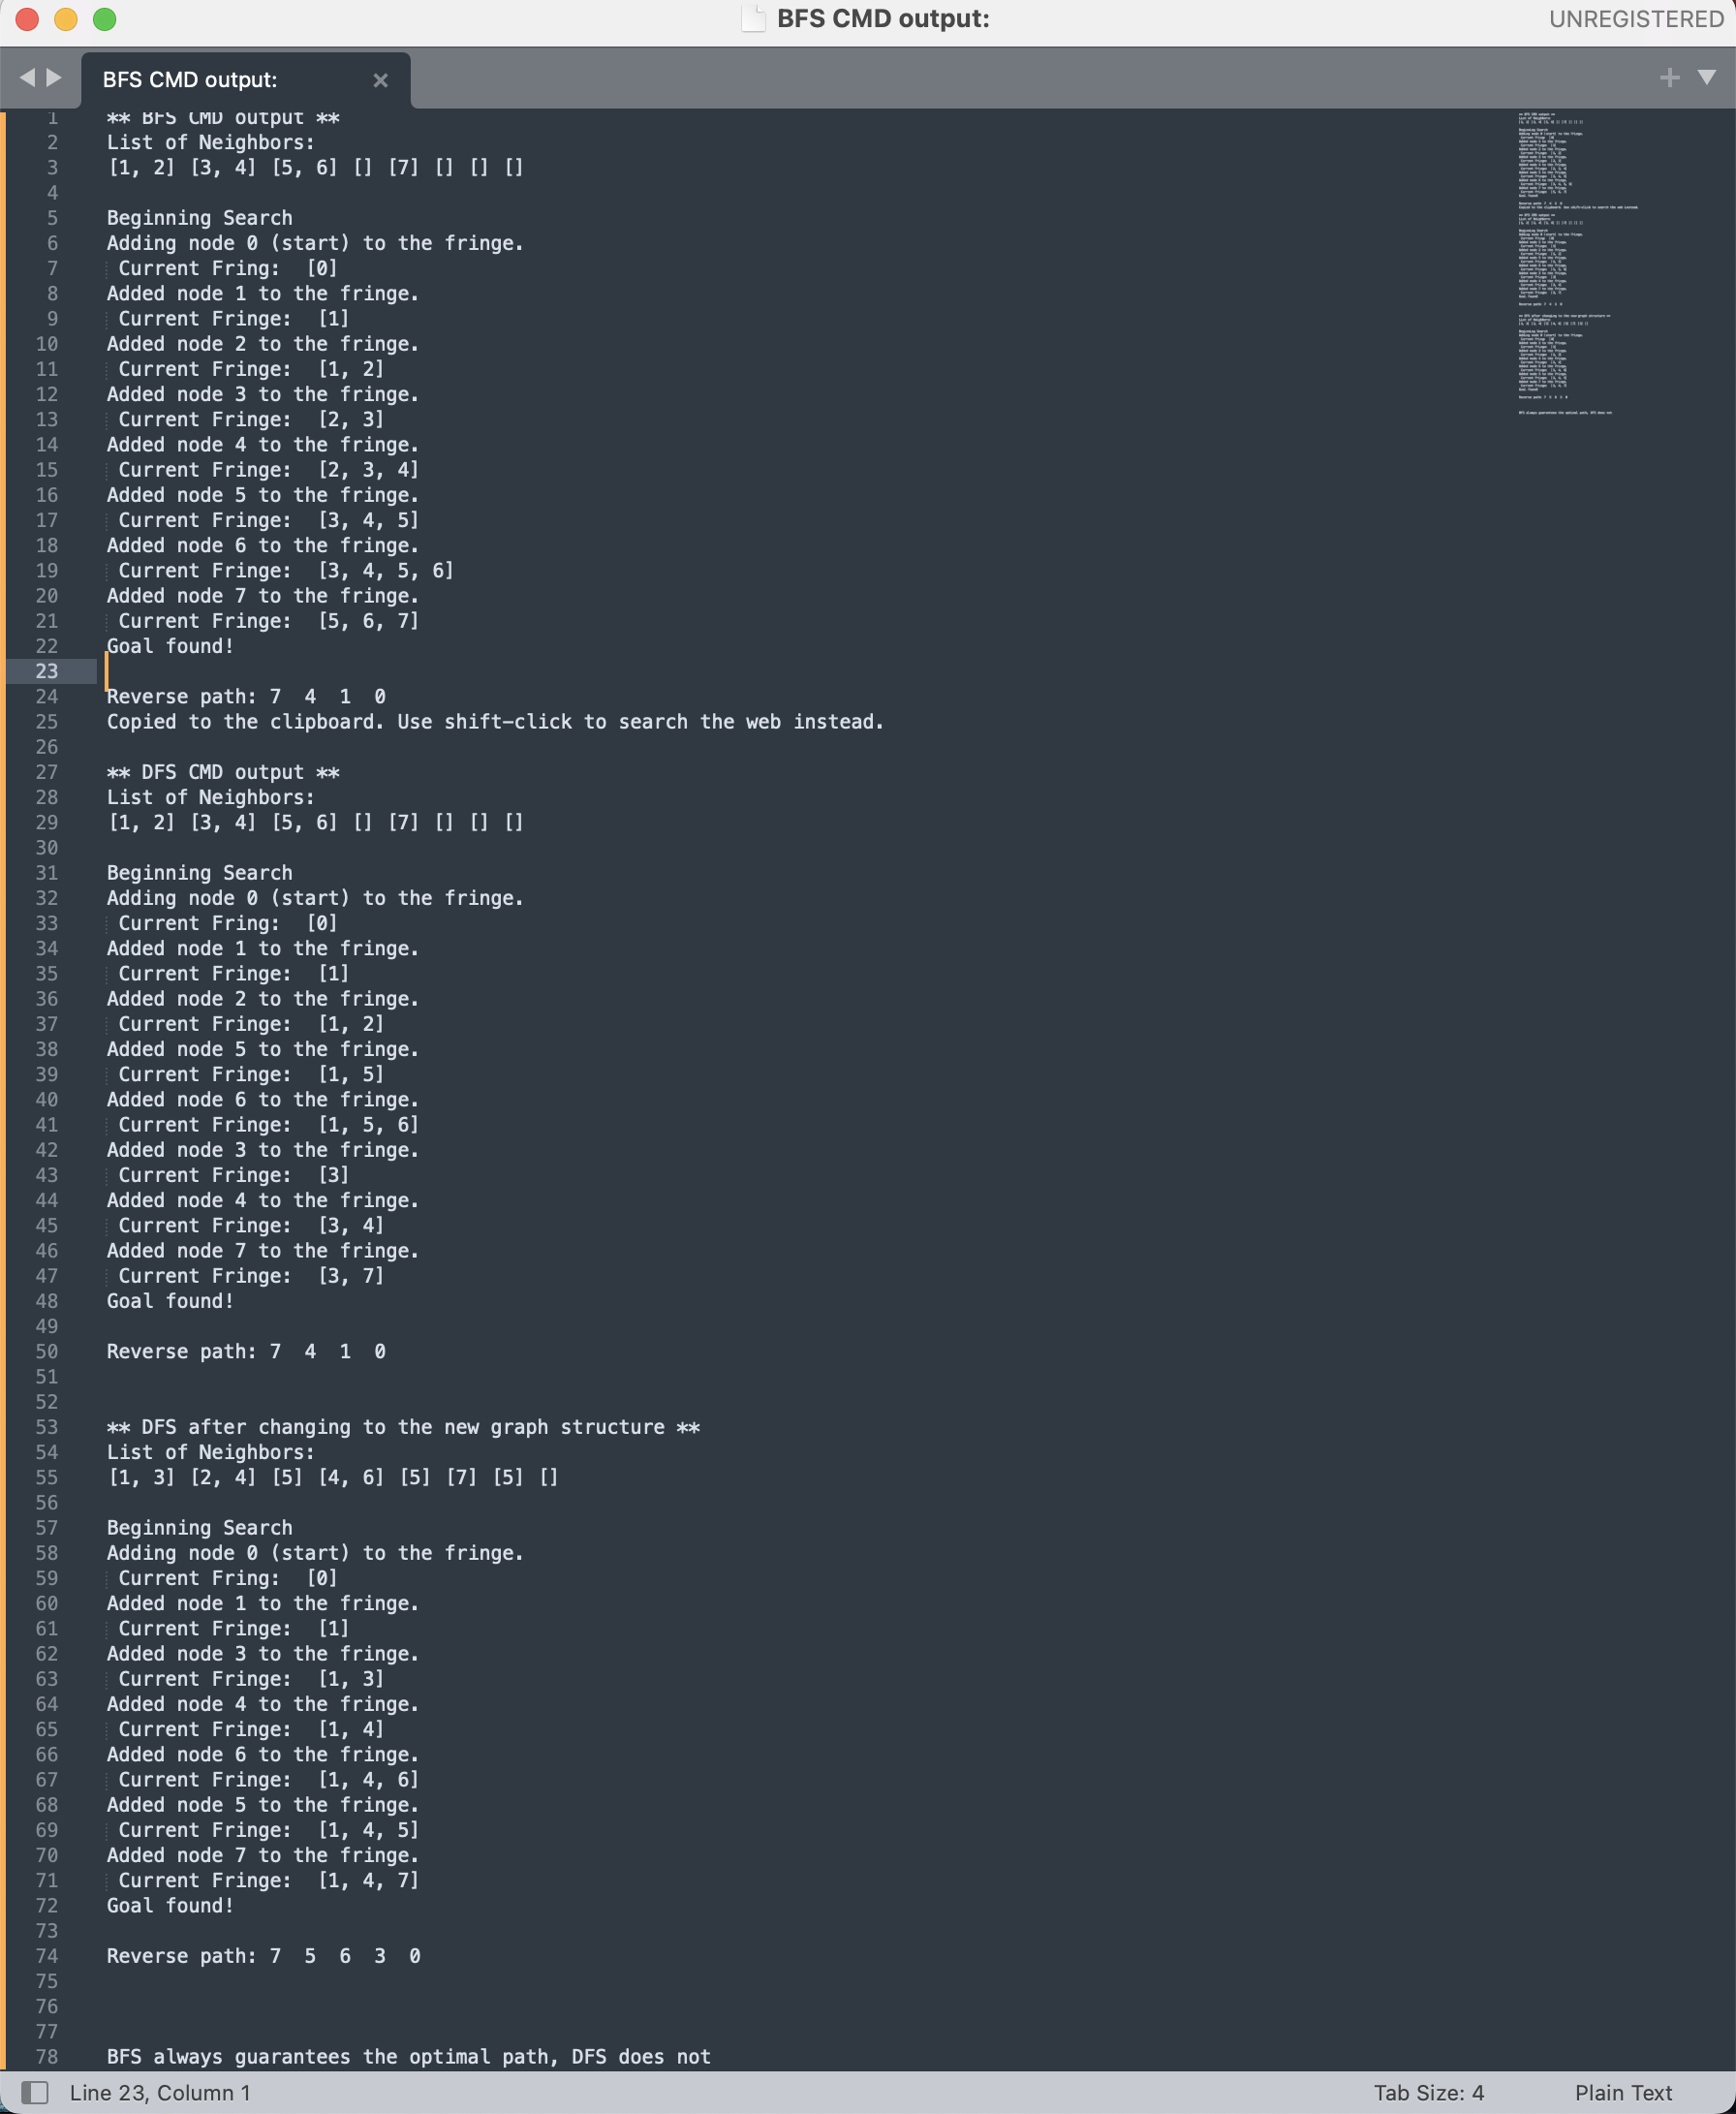 BFS CMD output:
UNREGISTERED
BFS CMD output:
1 ** BFS CMD output **
2 List of Neighbors:
3 [1, 2] [3, 4] [5, 6] [] [7] [] [] []
4
5 Beginning Search
6 Adding node 0 (start) to the fringe.
7 Current Fring:  [0]
8 Added node 1 to the fringe.
9 Current Fringe:  [1]
10 Added node 2 to the fringe.
11 Current Fringe:  [1, 2]
12 Added node 3 to the fringe.
13 Current Fringe:  [2, 3]
14 Added node 4 to the fringe.
15 Current Fringe:  [2, 3, 4]
16 Added node 5 to the fringe.
17 Current Fringe:  [3, 4, 5]
18 Added node 6 to the fringe.
19 Current Fringe:  [3, 4, 5, 6]
20 Added node 7 to the fringe.
21 Current Fringe:  [5, 6, 7]
22 Goal found!
23
24 Reverse path: 7  4  1  0
25 Copied to the clipboard. Use shift-click to search the web instead.
26
27 ** DFS CMD output **
28 List of Neighbors:
29 [1, 2] [3, 4] [5, 6] [] [7] [] [] []
30
31 Beginning Search
32 Adding node 0 (start) to the fringe.
33 Current Fring:  [0]
34 Added node 1 to the fringe.
35 Current Fringe:  [1]
36 Added node 2 to the fringe.
37 Current Fringe:  [1, 2]
38 Added node 5 to the fringe.
39 Current Fringe:  [1, 5]
40 Added node 6 to the fringe.
41 Current Fringe:  [1, 5, 6]
42 Added node 3 to the fringe.
43 Current Fringe:  [3]
44 Added node 4 to the fringe.
45 Current Fringe:  [3, 4]
46 Added node 7 to the fringe.
47 Current Fringe:  [3, 7]
48 Goal found!
49
50 Reverse path: 7  4  1  0
51
52
53 ** DFS after changing to the new graph structure **
54 List of Neighbors:
55 [1, 3] [2, 4] [5] [4, 6] [5] [7] [5] []
56
57 Beginning Search
58 Adding node 0 (start) to the fringe.
59 Current Fring:  [0]
60 Added node 1 to the fringe.
61 Current Fringe:  [1]
62 Added node 3 to the fringe.
63 Current Fringe:  [1, 3]
64 Added node 4 to the fringe.
65 Current Fringe:  [1, 4]
66 Added node 6 to the fringe.
67 Current Fringe:  [1, 4, 6]
68 Added node 5 to the fringe.
69 Current Fringe:  [1, 4, 5]
70 Added node 7 to the fringe.
71 Current Fringe:  [1, 4, 7]
72 Goal found!
73
74 Reverse path: 7  5  6  3  0
75
76
77
78 BFS always guarantees the optimal path, DFS does not
Line 23, Column 1
Tab Size: 4
Plain Text